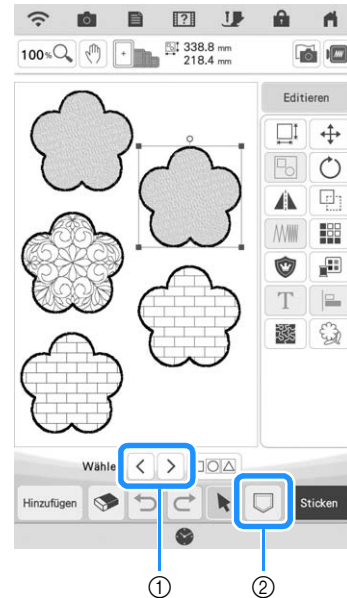 100% 338.8 mm
218.4 mm
Editieren
T
Wähle
Hinzufügen Sticken
① ②